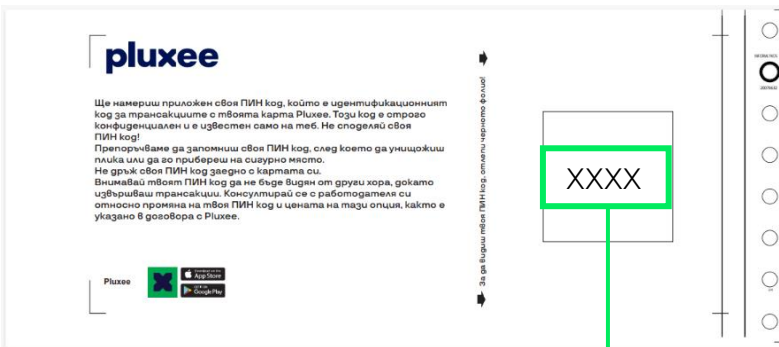 pluxee
Ще намериш приложен своя ПИН код, който е идентификационният
код за трансакциите с твоята карта Pluxee. Този код е строго
конфиденциален и е известен само на теб. Не споделяй своя
ПИН код!
Препоръчваме да запомниш своя ПИН код, след което да унищожиш
плика или да го прибереш на сигурно място.
Не дръж своя ПИН код заедно с картата си.
Внимавай твоят ПИН код да не бъде видян от други хора, докато
извършваш трансакции. Консултирай се с работодателя си
относно промяна на твоя ПИН код и цената на тази опция, както е
указано в договора с Pluxee.
Pluxee
App Store
Google Play
За да видиш твоя ПИН код, отлепи черното фолио!
XXXX